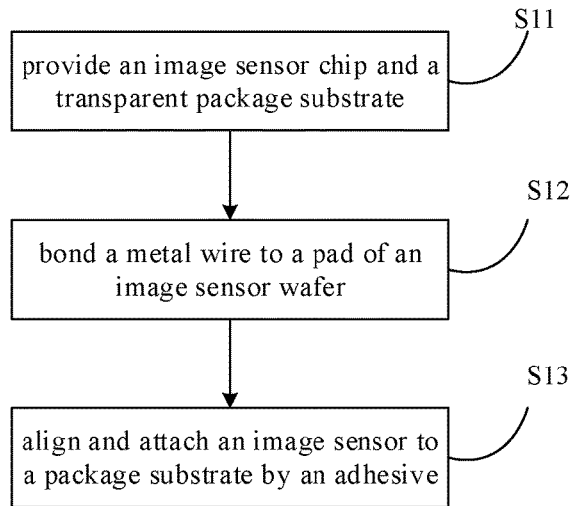 S11
provide an image sensor chip and a
transparent package substrate
S12
bond a metal wire to a pad of an
image sensor wafer
S13
align and attach an image sensor to
a package substrate by an adhesive